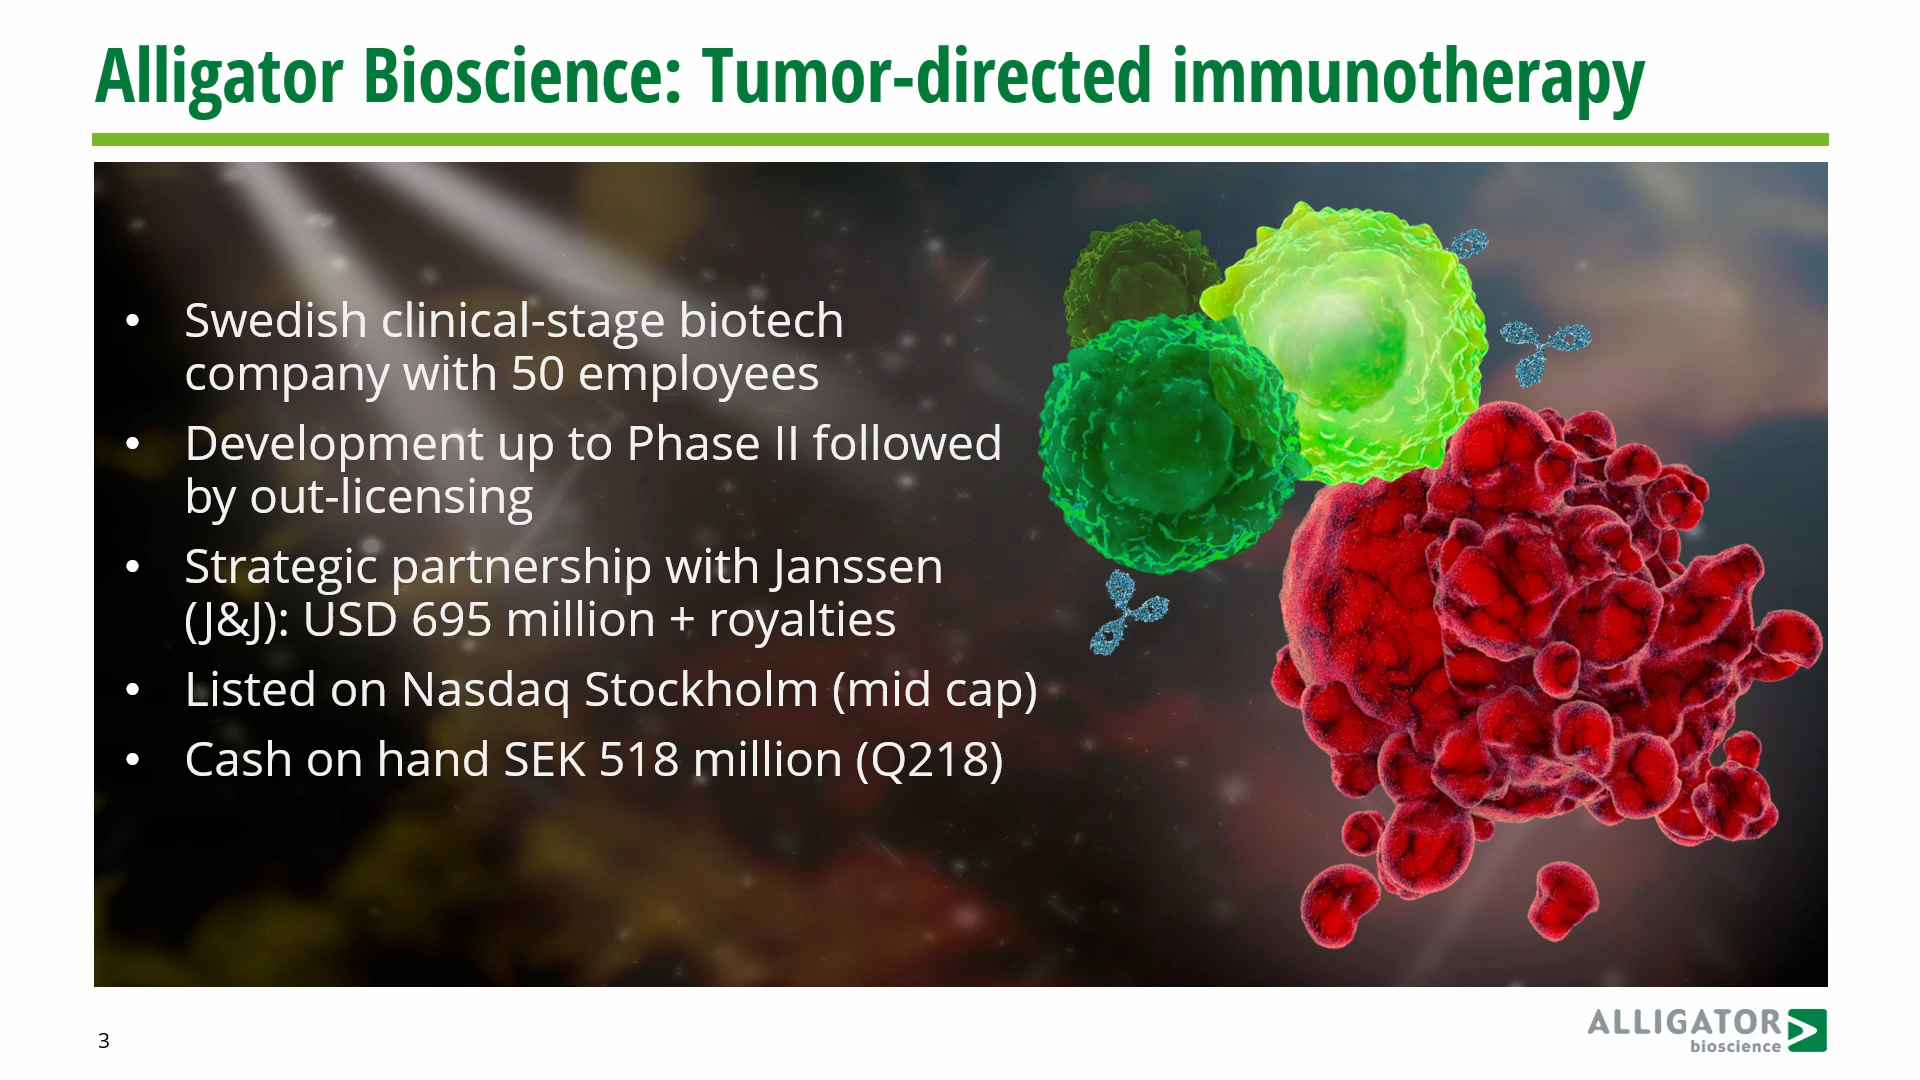 Alligator Bioscience: Tumor-directed immunotherapy
• Swedish clinical-stage biotech
company with 50 employees
• Development up to Phase II followed
by out-licensing
• Strategic partnership with Janssen
(J&J): USD 695 million + royalties
• Listed on Nasdaq Stockholm (mid cap)
• Cash on hand SEK 518 million (Q218)
3
ALLIGATOR
bioscience